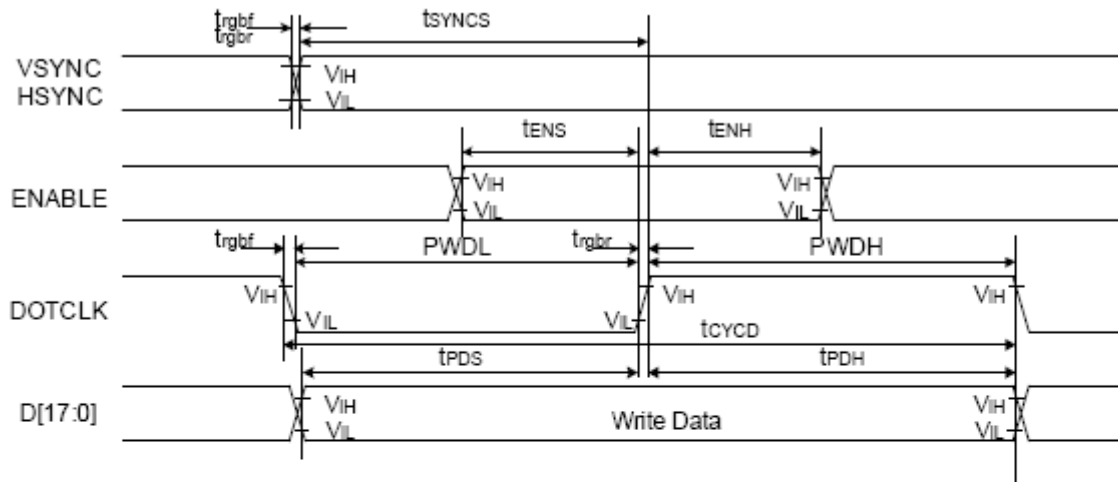 trgbf
trgbr
tSYNCS
VSYNC
HSYNC
VIH
VIL
tENS
tENH
ENABLE
VIH
VIL
VIH
VIL
trgbf
PWDL
trgbr
PWDH
DOTCLK
VIH
VIL
VIL
VIH
VIH
tCYCD
tPDS
tPDH
D[17:0]
VIH
VIL
Write Data
VIH
VIL